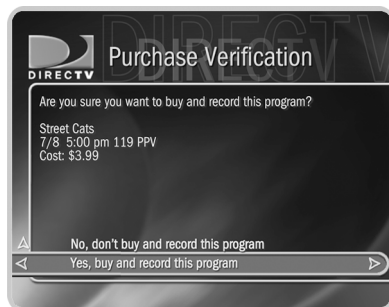 DIRECTV
Purchase Verification
Are you sure you want to buy and record this program?
Street Cats
7/8 5:00 pm 119 PPV
Cost: $3.99
No, don't buy and record this program
Yes, buy and record this program